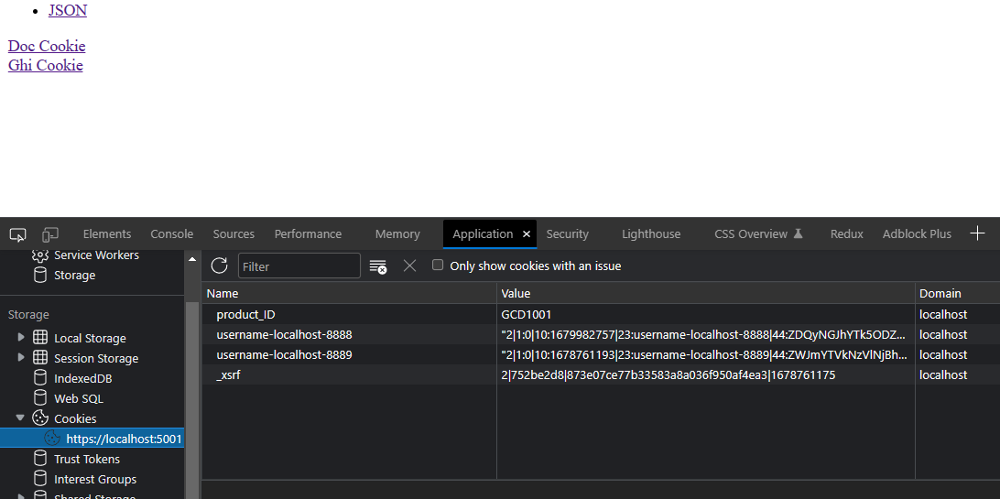 JSON
Doc Cookie
Ghi Cookie
Elements Console Sources Performance Memory Application × Security Lighthouse CSS Overview Redux Adblock Plus
Service Workers
Storage
Filter
Only show cookies with an issue
Storage
Local Storage
Session Storage
IndexedDB
Web SQL
Cookies
https://localhost:5001
Trust Tokens
Interest Groups
Shared Storage
Name Value Domain
product_ID GCD1001 localhost
username-localhost-8888 "2|1:0|10:1679982757|23:username-localhost-8888|44:ZDQyNGJhYTk5ODZ... localhost
username-localhost-8889 "2|1:0|10:1678761193|23:username-localhost-8889|44:ZWJmYTVkNzVlNjBh... localhost
_xsrf 2|752be2d8|873e07ce77b33583a8a036f950af4ea3|1678761175 localhost